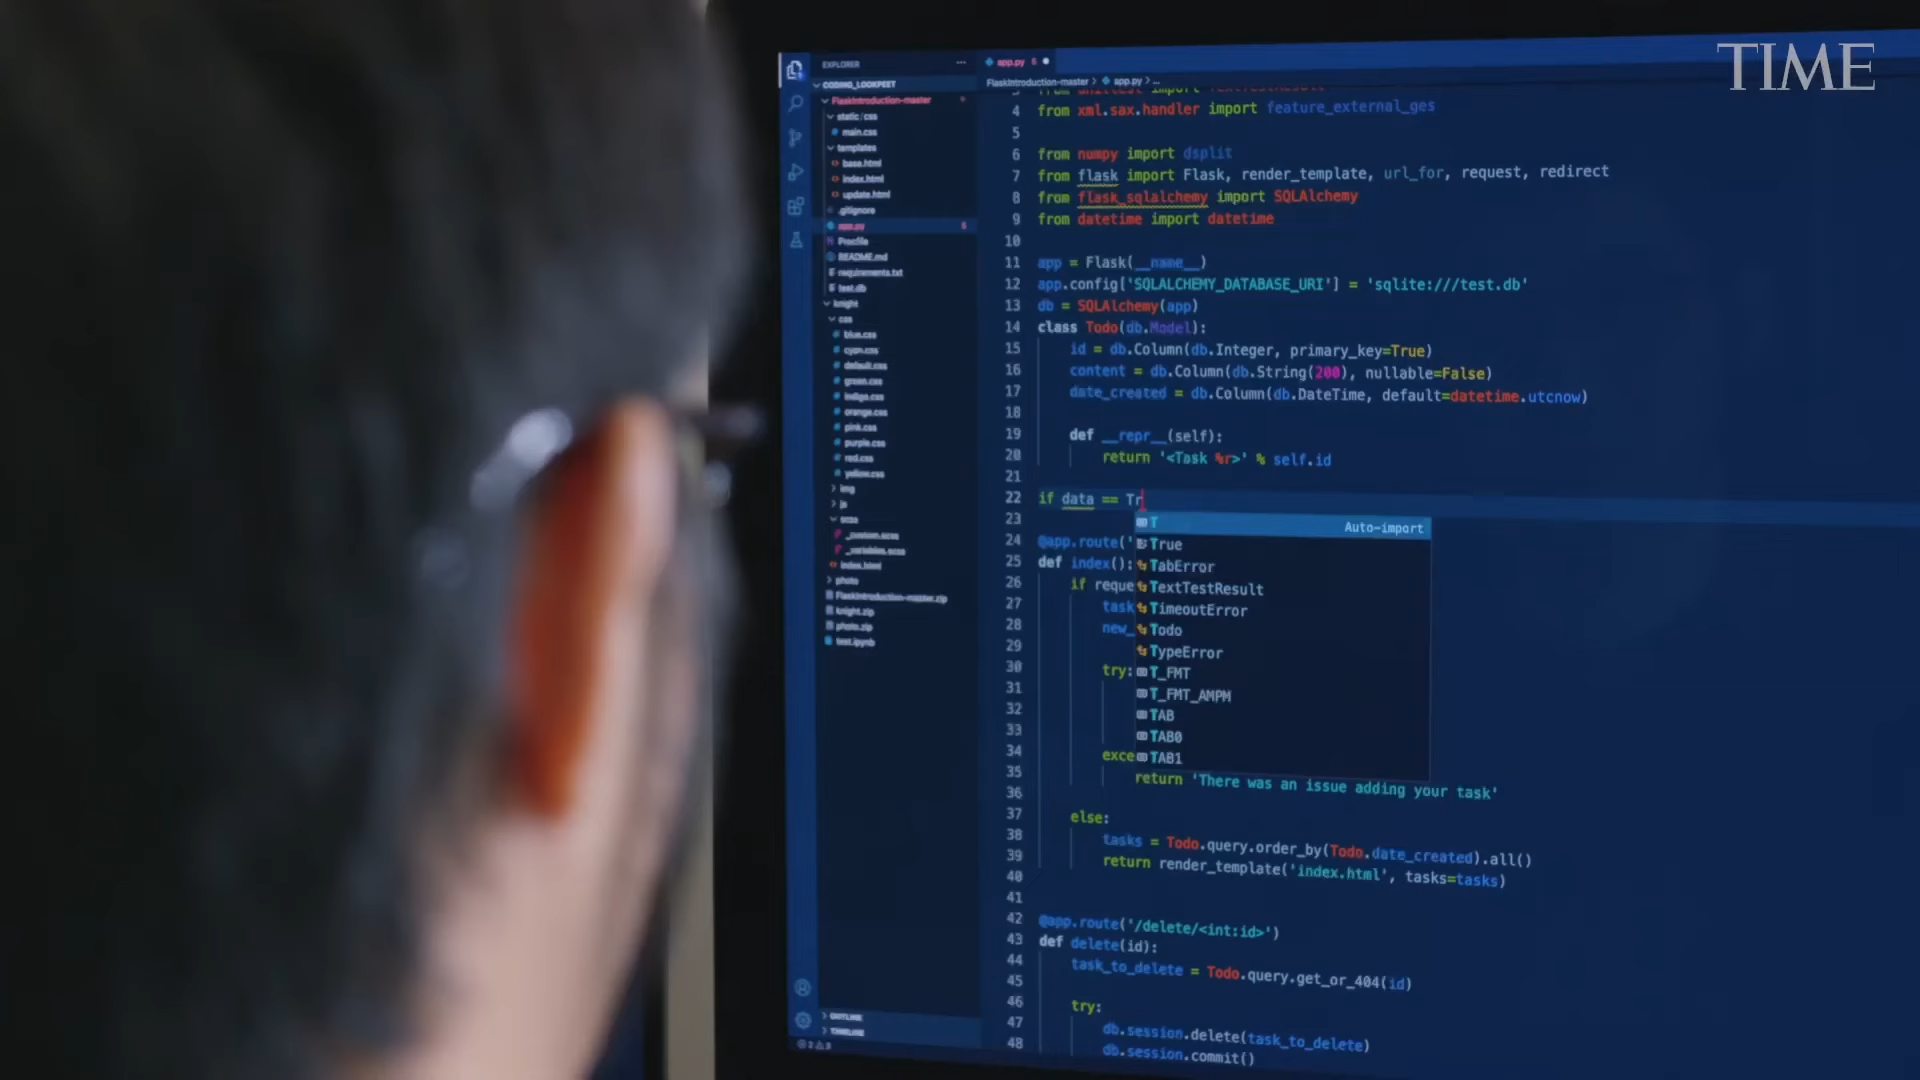 TIME
EXPLORER
CODING_LOOKPEET
FlaskIntroduction-master
static/css
main.css
templates
base.html
index.html
update.html
.gitignore
app.py 6
Procfile
README.md
requirements.txt
test.db
knight
css
blue.css
cyan.css
default.css
green.css
indigo.css
orange.css
pink.css
purple.css
red.css
yellow.css
img
js
scss
_custom.scss
_variables.scss
index.html
photo
FlaskIntroduction-master.zip
knight.zip
photo.zip
test.ipynb
OUTLINE
TIMELINE
app.py 6
FlaskIntroduction-master > app.py > ...
3 from unittest import TextTestResult
4 from xml.sax.handler import feature_external_ges
5
6 from numpy import dsplit
7 from flask import Flask, render_template, url_for, request, redirect
8 from flask_sqlalchemy import SQLAlchemy
9 from datetime import datetime
10
11 app = Flask(__name__)
12 app.config['SQLALCHEMY_DATABASE_URI'] = 'sqlite:///test.db'
13 db = SQLAlchemy(app)
14 class Todo(db.Model):
15 id = db.Column(db.Integer, primary_key=True)
16 content = db.Column(db.String(200), nullable=False)
17 date_created = db.Column(db.DateTime, default=datetime.utcnow)
18
19 def __repr__(self):
20 return '<Task %r>' % self.id
21
22 if data == Tr
23 T Auto-import
24 @app.route(' True
25 def index(): TabError
26 if reque TextTestResult
27 task TimeoutError
28 new_ Todo
29 TypeError
30 try: T_FMT
31 T_FMT_AMPM
32 TAB
33 TAB0
34 exce TAB1
35 return 'There was an issue adding your task'
36
37 else:
38 tasks = Todo.query.order_by(Todo.date_created).all()
39 return render_template('index.html', tasks=tasks)
40
41
42 @app.route('/delete/<int:id>')
43 def delete(id):
44 task_to_delete = Todo.query.get_or_404(id)
45
46 try:
47 db.session.delete(task_to_delete)
48 db.session.commit()